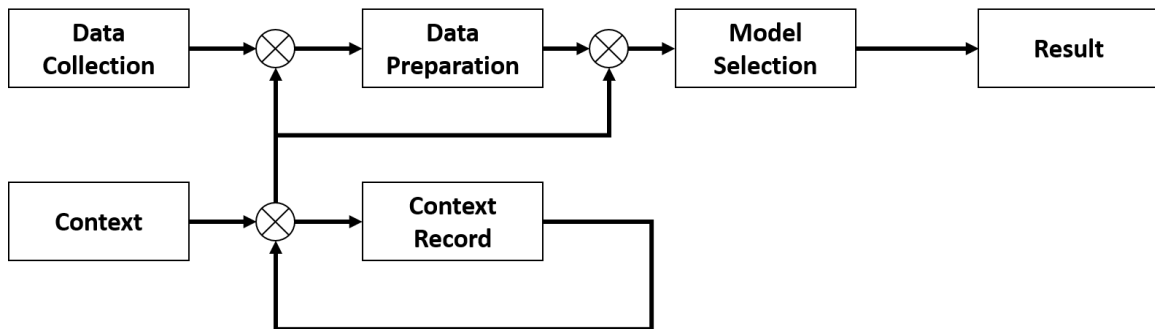 Data
Collection
Data
Preparation
Model
Selection
Result
Context
Context
Record